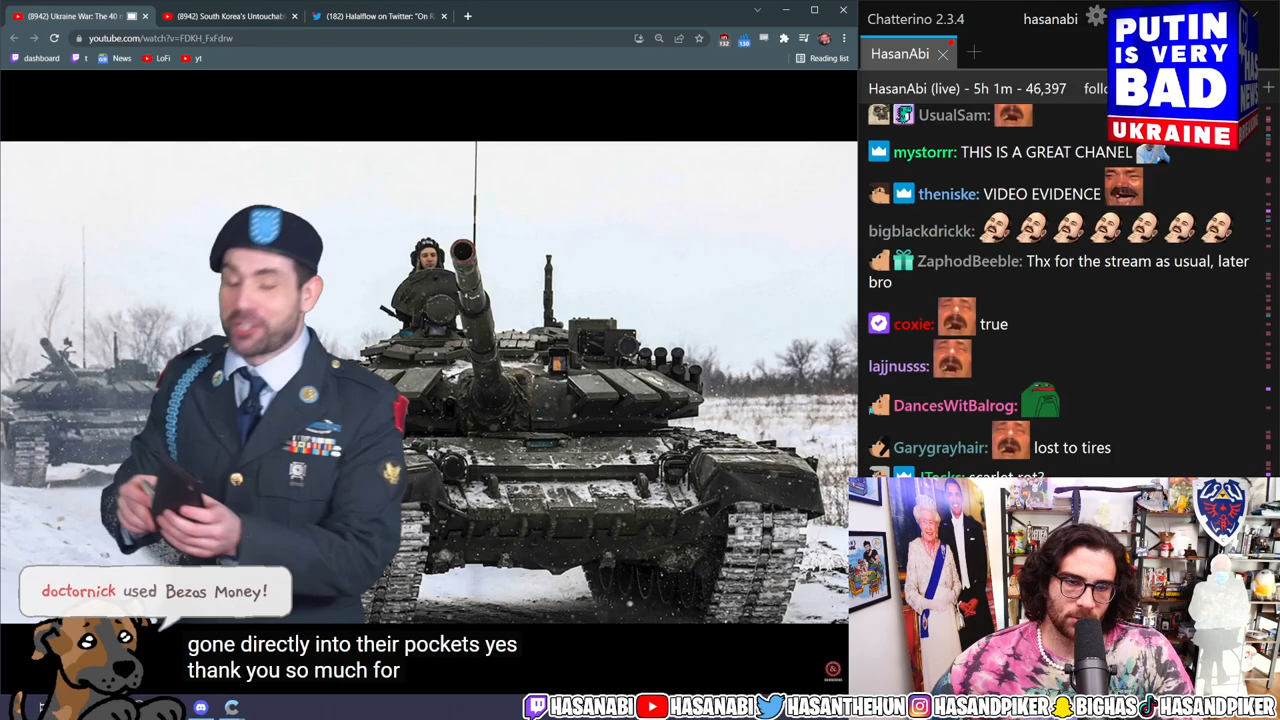 (8942) Ukraine War: The 40 m
(8942) South Korea's Untouchab
(182) Halalflow on Twitter: "On R
youtube.com/watch?v=FDKH_FxFdrw
132
130
dashboard
t
News
LoFi
yt
Reading list
gone directly into their pockets yes
thank you so much for
doctornick used Bezos Money!
Chatterino 2.3.4
hasanabi
HasanAbi
HasanAbi (live) - 5h 1m - 46,397
UsualSam:
mystorrr: THIS IS A GREAT CHANEL
theniske: VIDEO EVIDENCE
bigblackdrickk:
ZaphodBeeble: Thx for the stream as usual, later
bro
coxie: true
lajjnusss:
DancesWitBalrog:
Garygrayhair: lost to tires
PUTIN
IS VERY
BAD
UKRAINE
HASANABI
HASANABI
HASANTHEHUN
HASANDPIKER
BIGHAS
HASANDPIKER